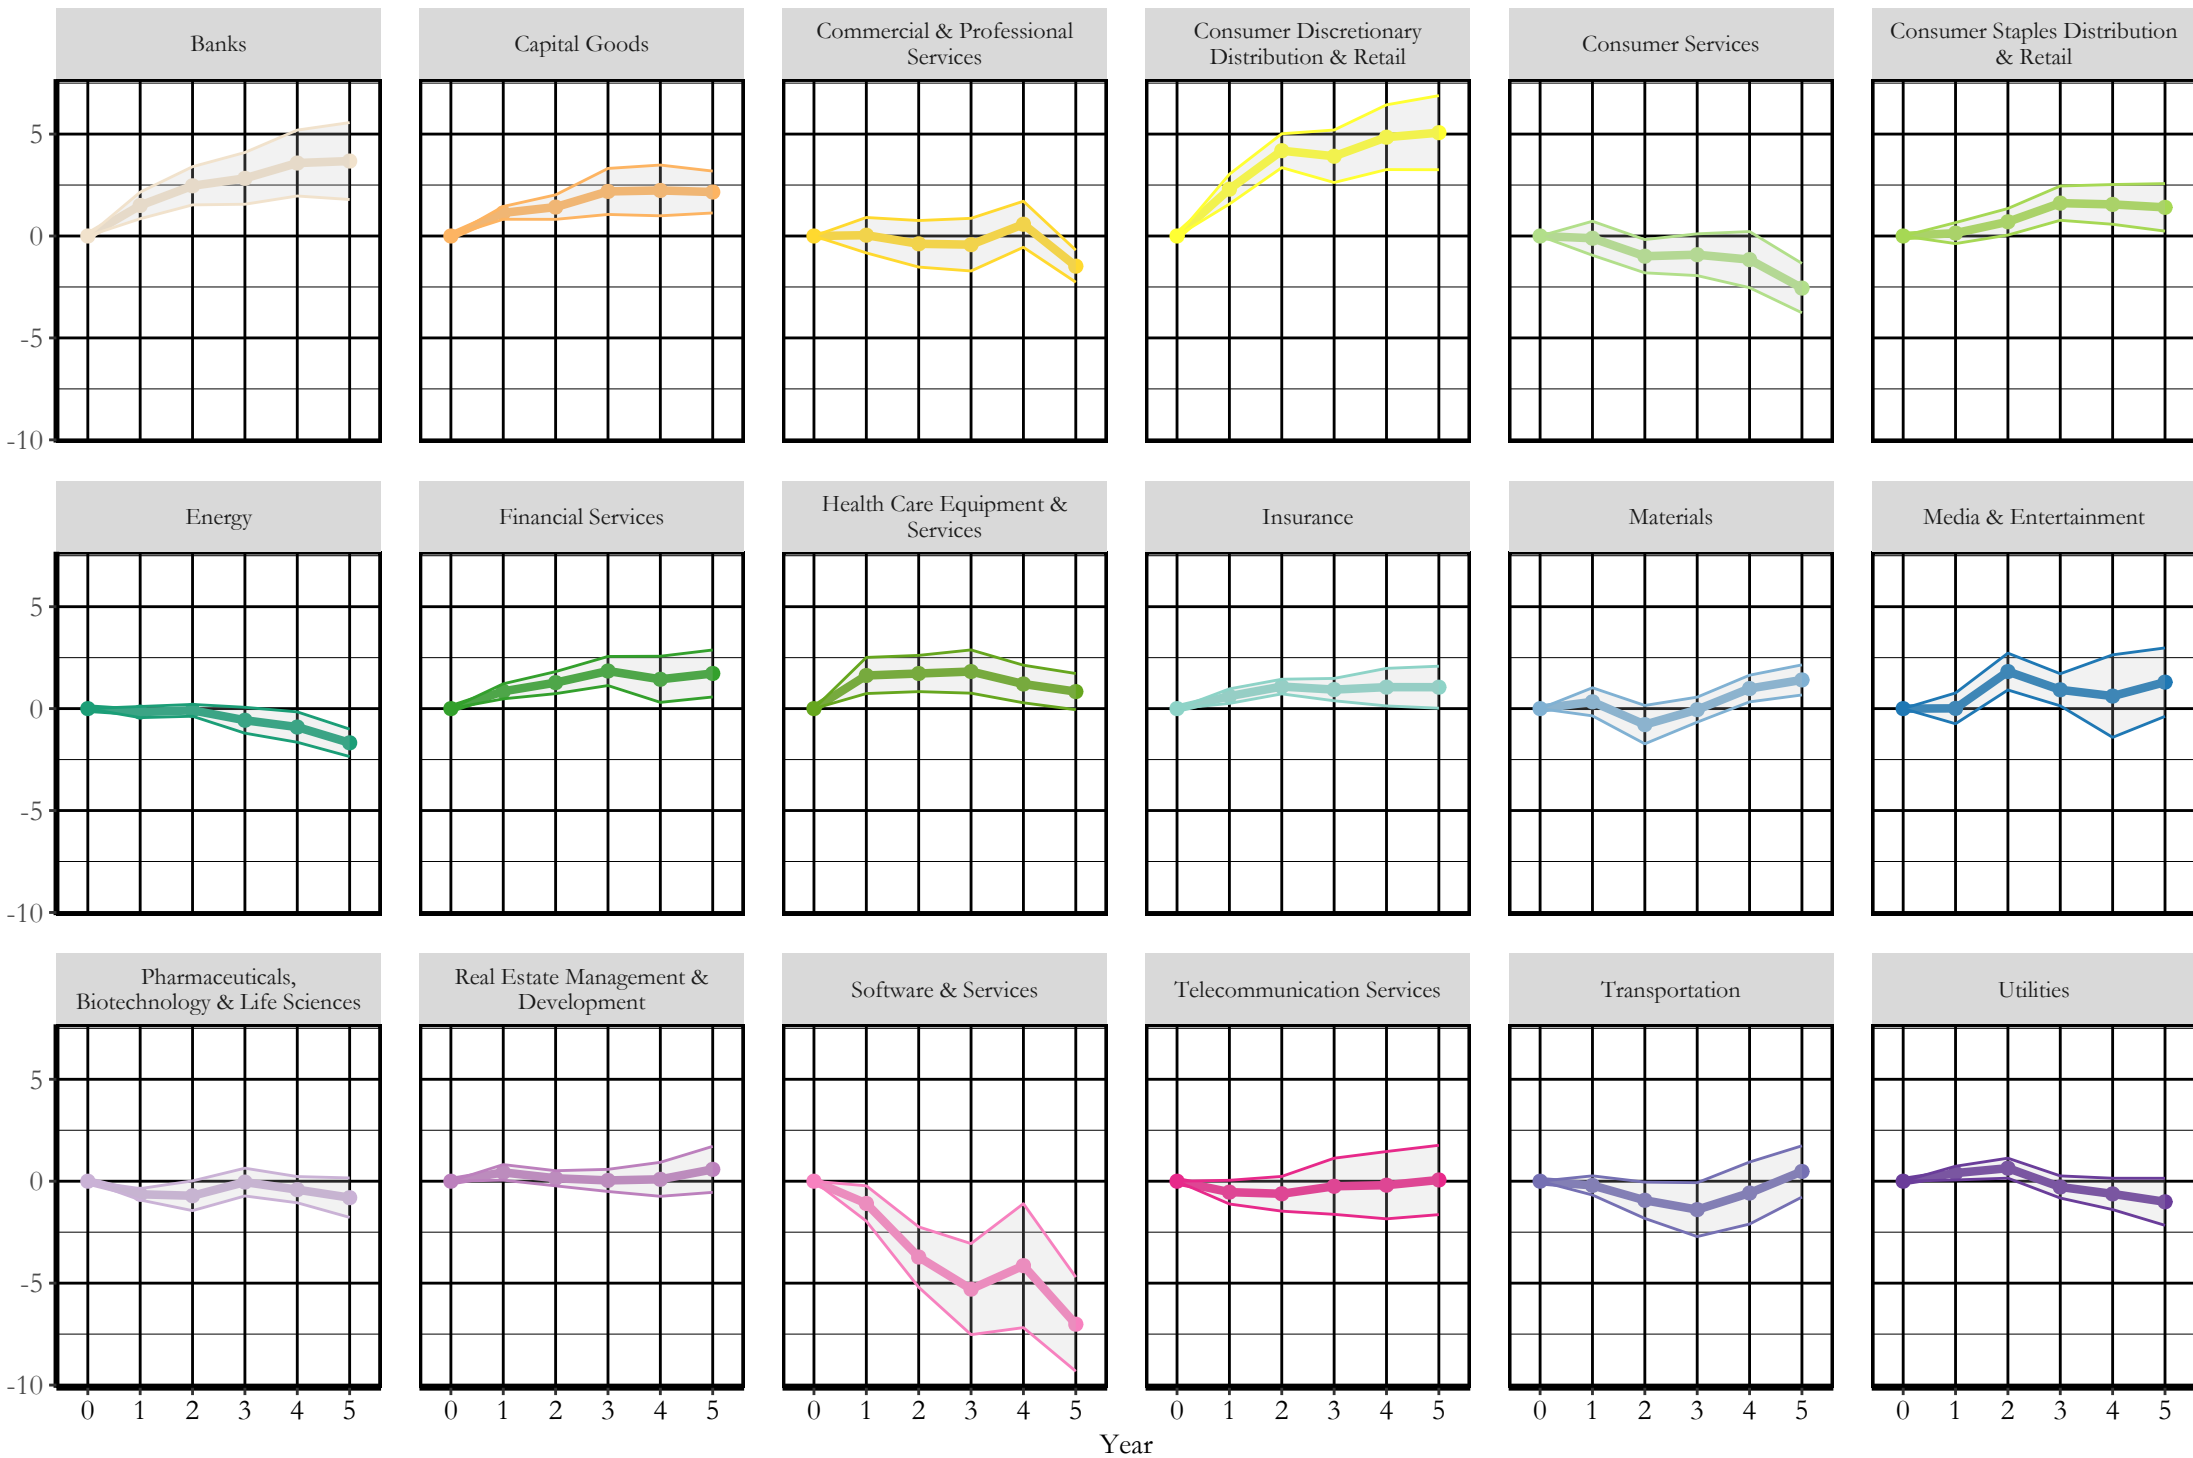 Banks
Capital Goods
Commercial & Professional
Services
Consumer Discretionary
Distribution & Retail
Consumer Services
Consumer Staples Distribution
& Retail
5
0
-5
-10
Energy
Financial Services
Health Care Equipment &
Services
Insurance
Materials
Media & Entertainment
5
0
-5
-10
Pharmaceuticals,
Biotechnology & Life Sciences
Real Estate Management &
Development
Software & Services
Telecommunication Services
Transportation
Utilities
5
0
-5
-10
0 1 2 3 4 5
0 1 2 3 4 5
0 1 2 3 4 5
0 1 2 3 4 5
0 1 2 3 4 5
0 1 2 3 4 5
Year